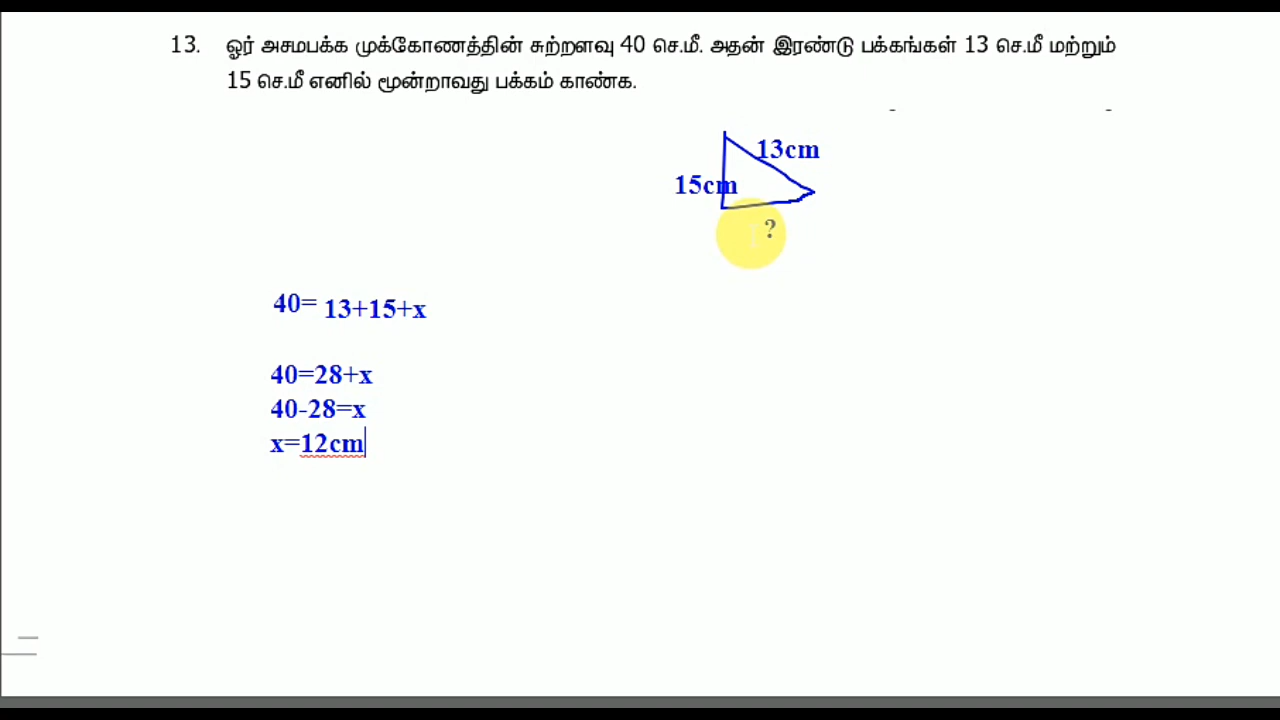 13. ஓர் அசமபக்க முக்கோணத்தின் சுற்றளவு 40 செ.மீ. அதன் இரண்டு பக்கங்கள் 13 செ.மீ மற்றும்
15 செ.மீ எனில் மூன்றாவது பக்கம் காண்க.
13cm
15cm
?
40= 13+15+x
40=28+x
40-28=x
x=12cm